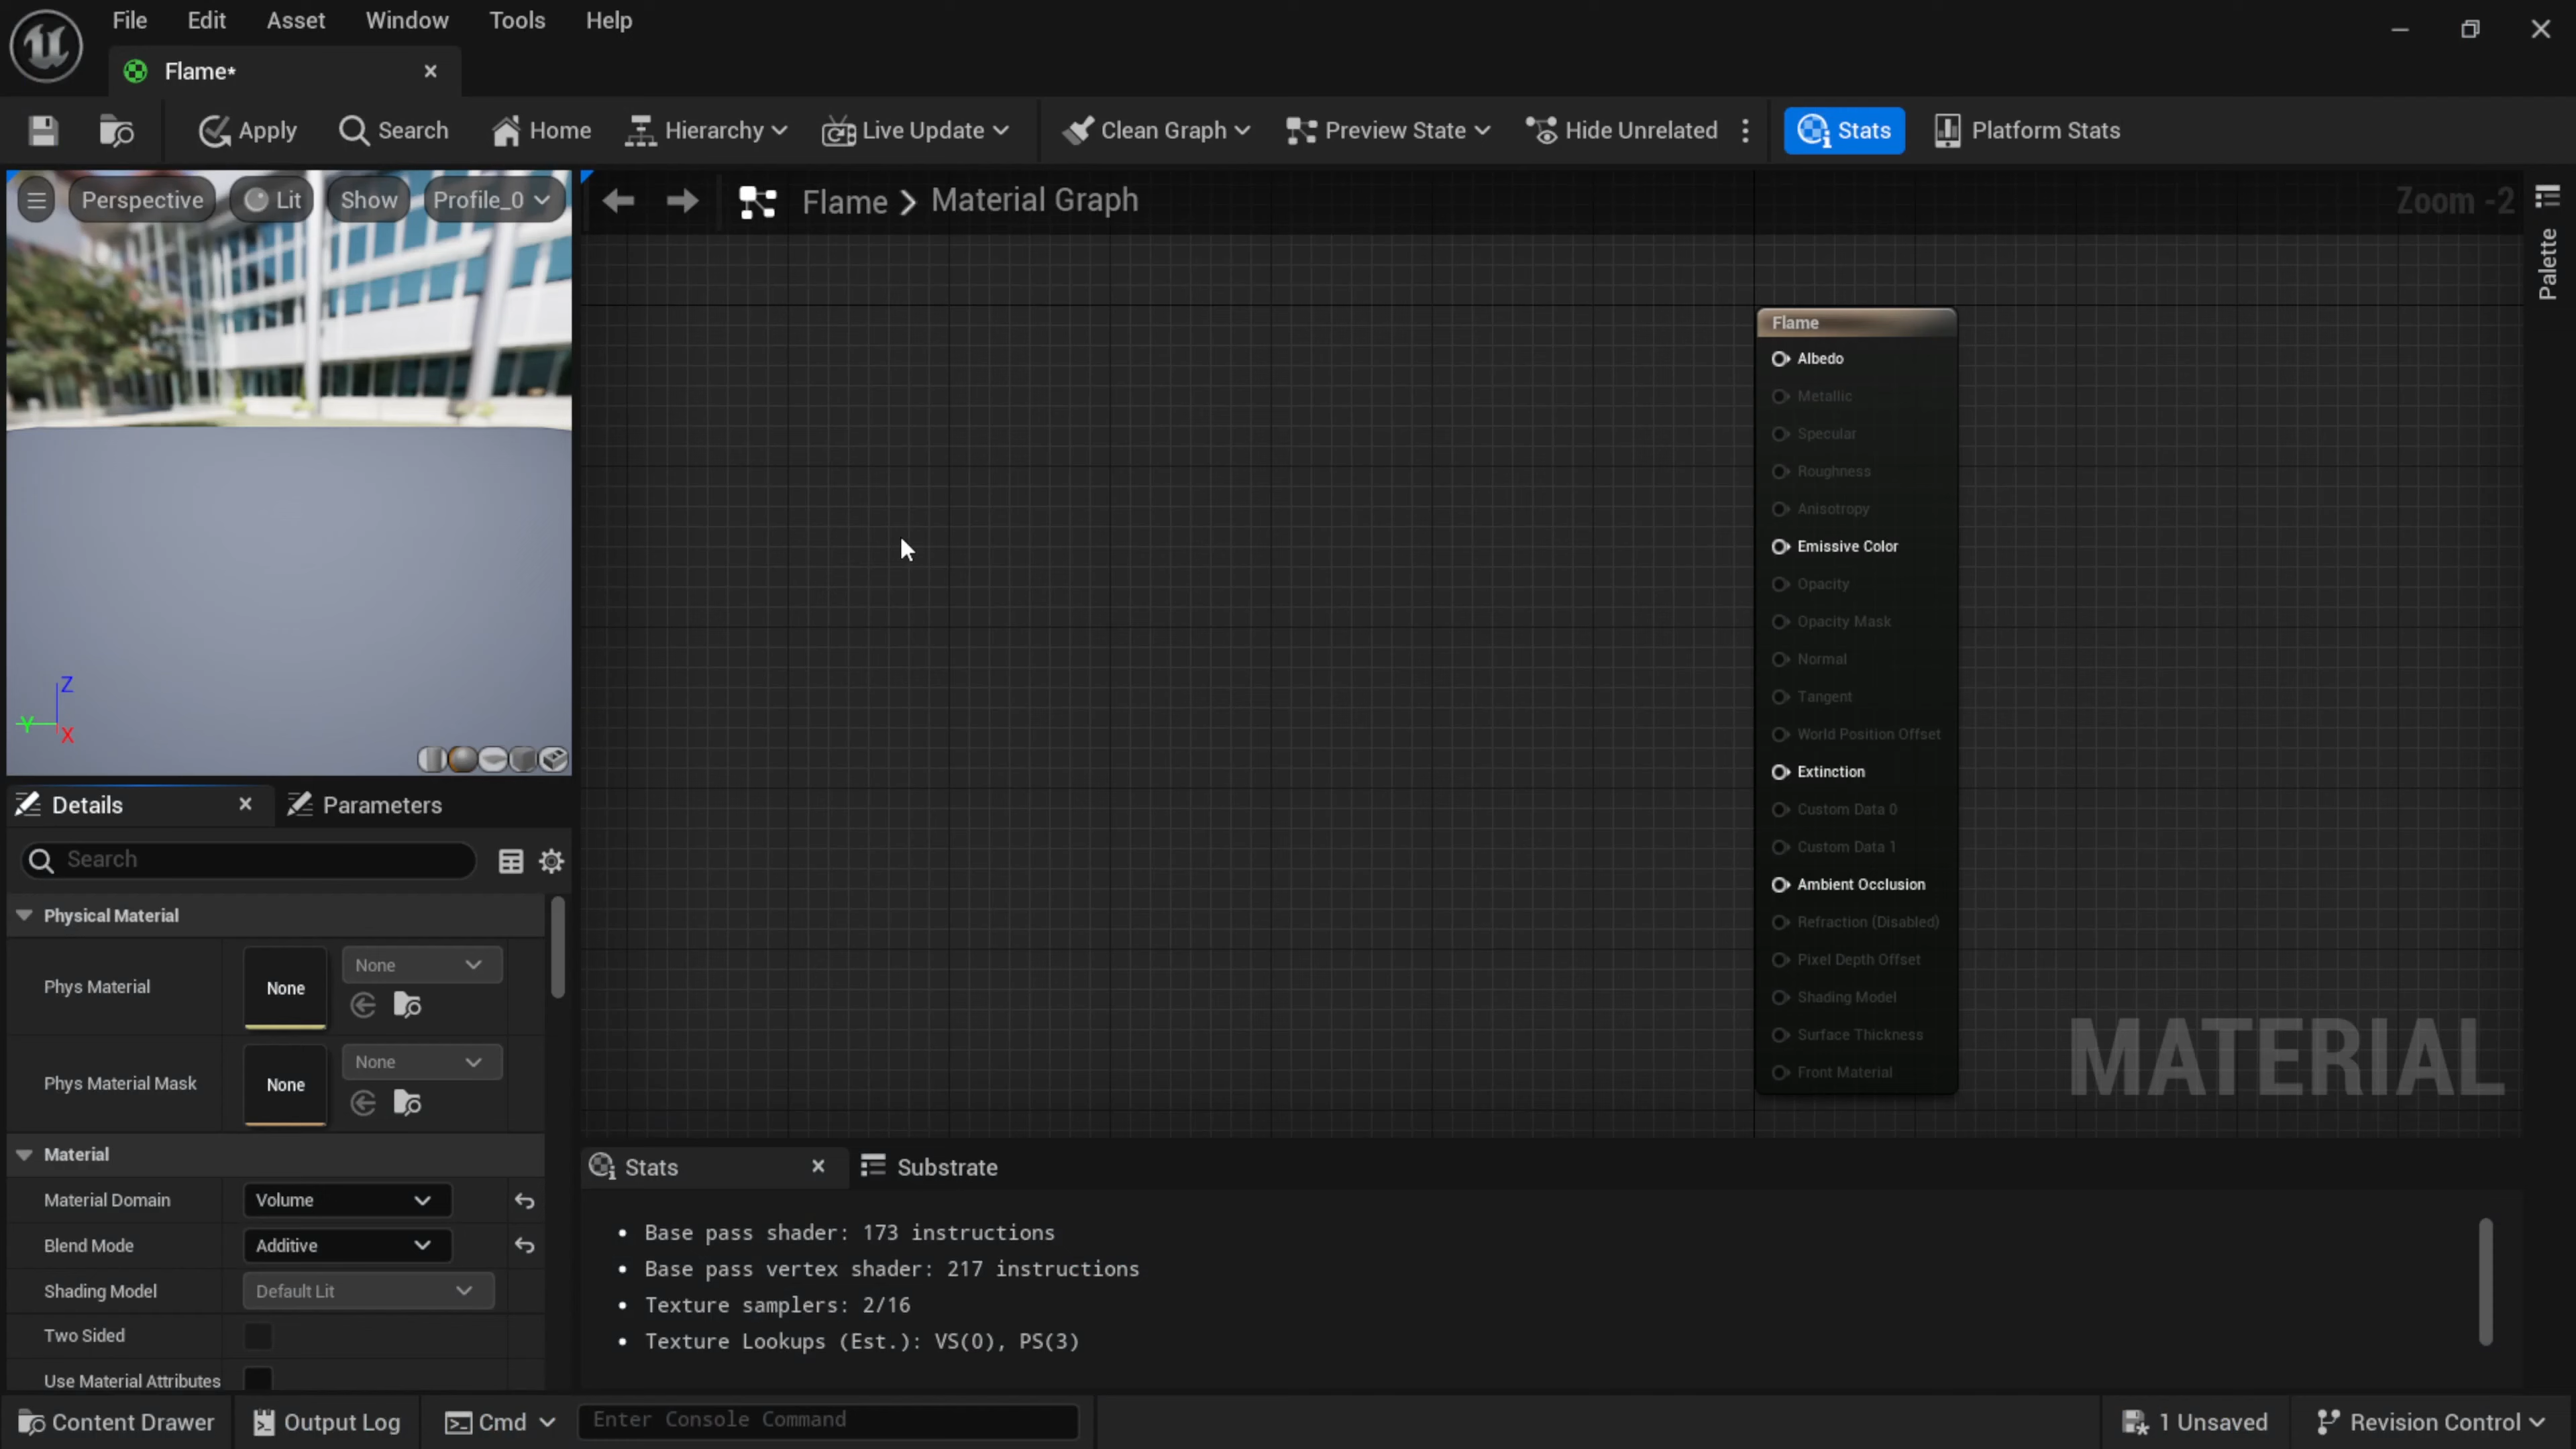 File Edit Asset Window Tools Help
Flame*
Apply Search Home Hierarchy Live Update Clean Graph Preview State Hide Unrelated Stats Platform Stats
Perspective Lit Show Profile_0
Flame > Material Graph
Zoom -2
Palette
Flame
Albedo
Metallic
Specular
Roughness
Anisotropy
Emissive Color
Opacity
Opacity Mask
Normal
Tangent
World Position Offset
Extinction
Custom Data 0
Custom Data 1
Ambient Occlusion
Refraction (Disabled)
Pixel Depth Offset
Shading Model
Surface Thickness
Front Material
MATERIAL
Z
Y
X
Details Parameters
Search
Physical Material
Phys Material None None
Phys Material Mask None None
Material
Material Domain Volume
Blend Mode Additive
Shading Model Default Lit
Two Sided
Use Material Attributes
Stats Substrate
• Base pass shader: 173 instructions
• Base pass vertex shader: 217 instructions
• Texture samplers: 2/16
• Texture Lookups (Est.): VS(0), PS(3)
Content Drawer Output Log Cmd Enter Console Command 1 Unsaved Revision Control